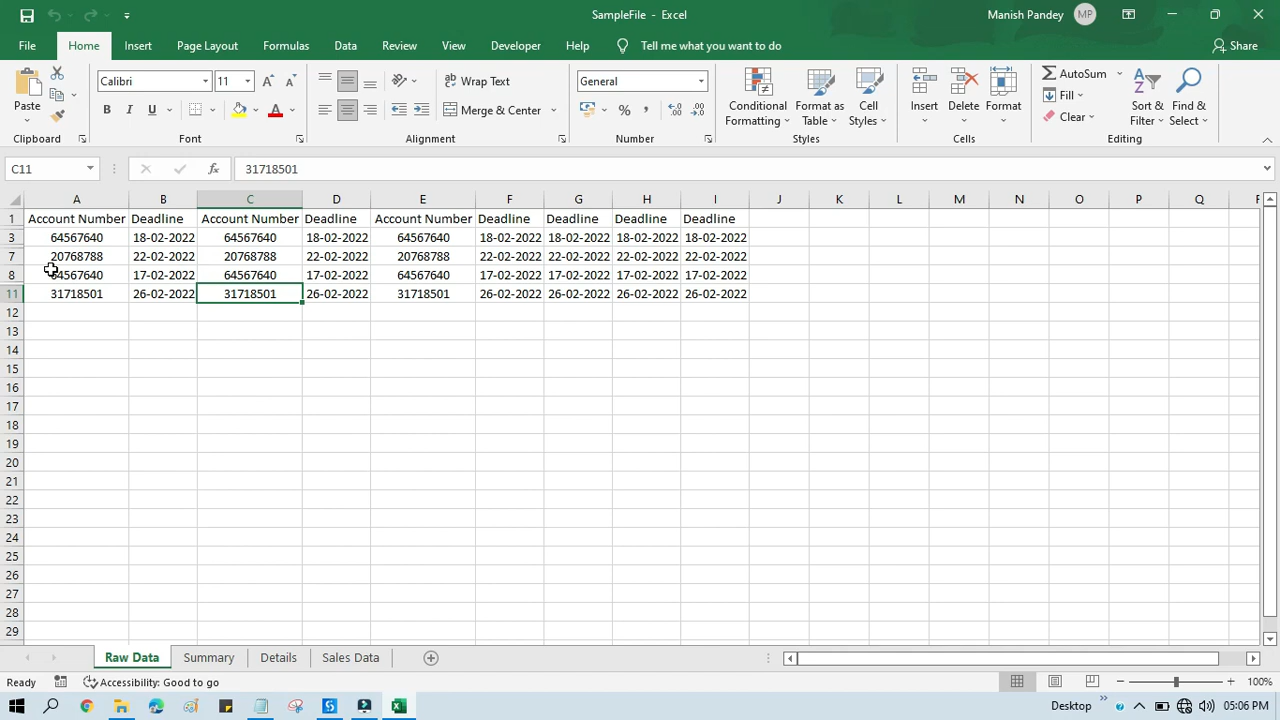 SampleFile - Excel
Manish Pandey MP
File Home Insert Page Layout Formulas Data Review View Developer Help Tell me what you want to do Share
Paste
Clipboard
Calibri 11
B I U
Font
Wrap Text
Merge & Center
Alignment
General
Number
Conditional Formatting
Format as Table
Cell Styles
Styles
Insert Delete Format
Cells
AutoSum
Fill
Clear
Sort & Filter
Find & Select
Editing
C11 fx 31718501
A B C D E F G H I J K L M N O P Q R
1 Account Number Deadline Account Number Deadline Account Number Deadline Deadline Deadline Deadline
3 64567640 18-02-2022 64567640 18-02-2022 64567640 18-02-2022 18-02-2022 18-02-2022 18-02-2022
7 20768788 22-02-2022 20768788 22-02-2022 20768788 22-02-2022 22-02-2022 22-02-2022 22-02-2022
8 64567640 17-02-2022 64567640 17-02-2022 64567640 17-02-2022 17-02-2022 17-02-2022 17-02-2022
11 31718501 26-02-2022 31718501 26-02-2022 31718501 26-02-2022 26-02-2022 26-02-2022 26-02-2022
12
13
14
15
16
17
18
19
20
21
22
23
24
25
26
27
28
29
Raw Data Summary Details Sales Data
Ready Accessibility: Good to go 100%
Desktop 05:06 PM